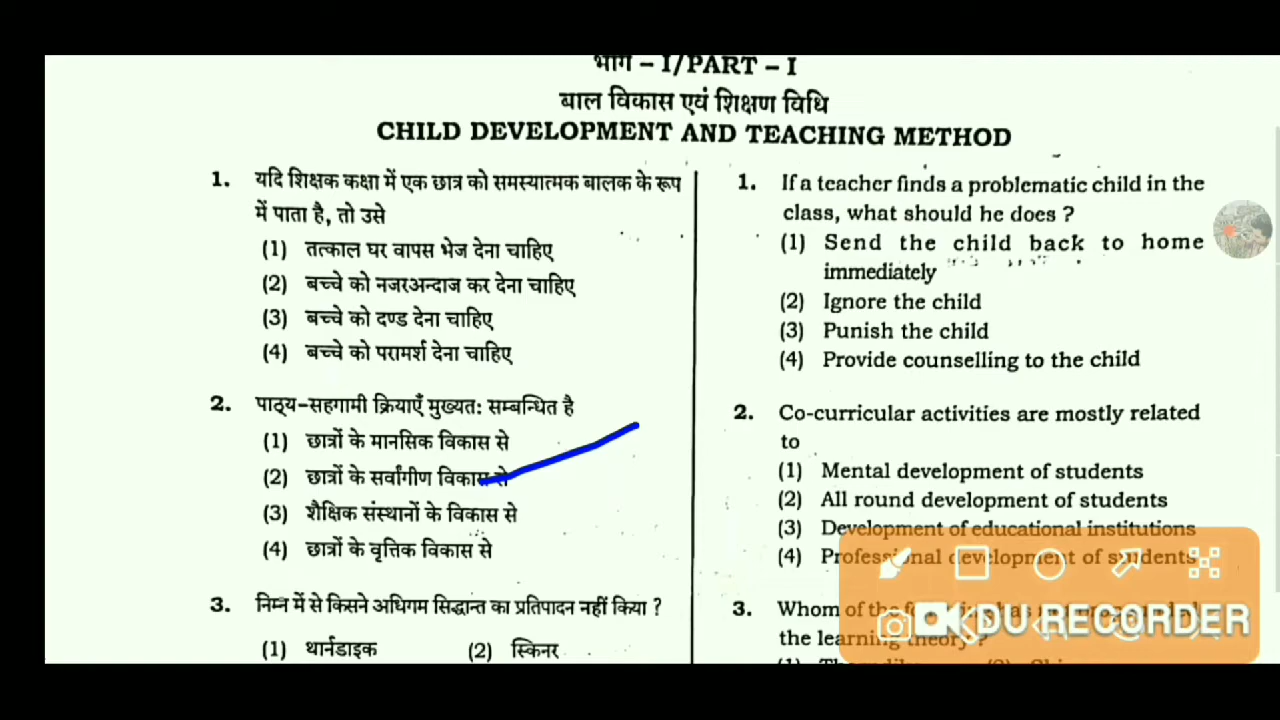 भाग – I/PART – I
बाल विकास एवं शिक्षण विधि
CHILD DEVELOPMENT AND TEACHING METHOD
1. यदि शिक्षक कक्षा में एक छात्र को समस्यात्मक बालक के रूप
में पाता है, तो उसे
(1) तत्काल घर वापस भेज देना चाहिए
(2) बच्चे को नजरअन्दाज कर देना चाहिए
(3) बच्चे को दण्ड देना चाहिए
(4) बच्चे को परामर्श देना चाहिए
2. पाठ्य-सहगामी क्रियाएँ मुख्यतः सम्बन्धित है
(1) छात्रों के मानसिक विकास से
(2) छात्रों के सर्वांगीण विकास से
(3) शैक्षिक संस्थानों के विकास से
(4) छात्रों के वृत्तिक विकास से
3. निम्न में से किसने अधिगम सिद्धान्त का प्रतिपादन नहीं किया ?
(1) थार्नडाइक (2) स्किनर
1. If a teacher finds a problematic child in the
class, what should he does ?
(1) Send the child back to home
immediately
(2) Ignore the child
(3) Punish the child
(4) Provide counselling to the child
2. Co-curricular activities are mostly related
to
(1) Mental development of students
(2) All round development of students
(3) Development of educational institutions
(4) Professional development of students
3. Whom of the
the learning theory ?
DU RECORDER